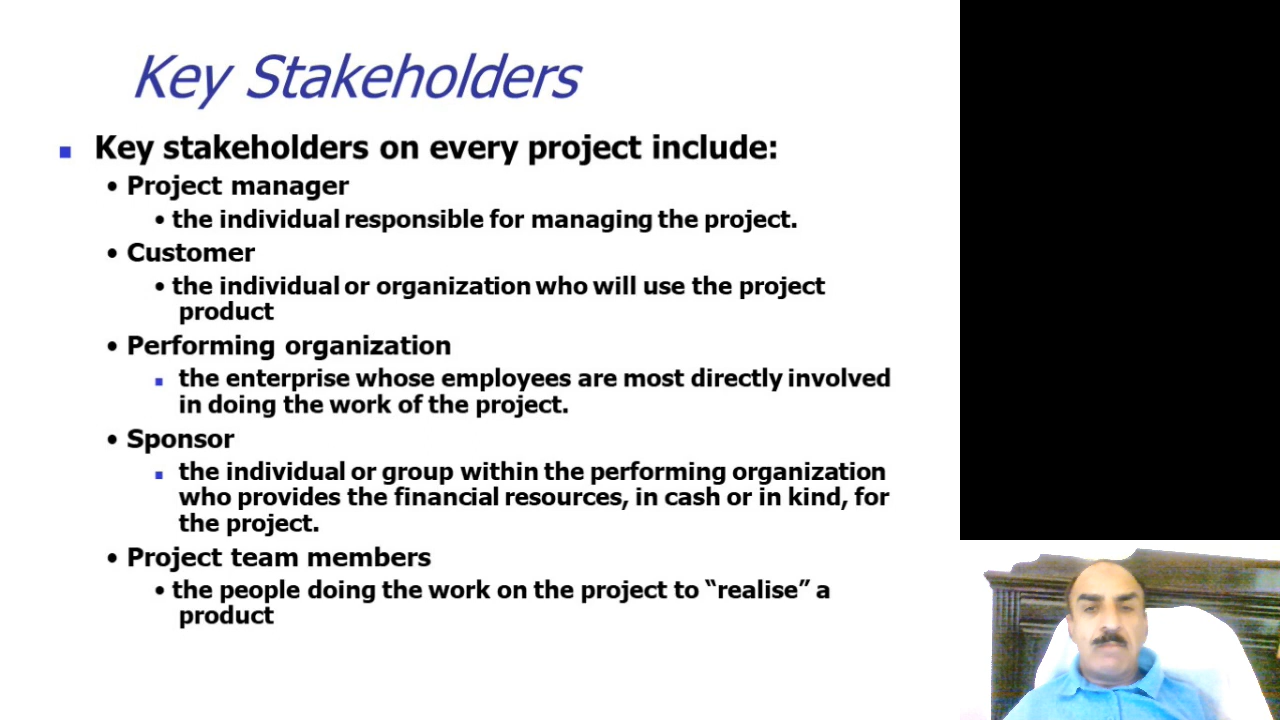 Key Stakeholders
Key stakeholders on every project include:
• Project manager
• the individual responsible for managing the project.
• Customer
• the individual or organization who will use the project
product
• Performing organization
the enterprise whose employees are most directly involved
in doing the work of the project.
• Sponsor
the individual or group within the performing organization
who provides the financial resources, in cash or in kind, for
the project.
• Project team members
• the people doing the work on the project to “realise” a
product